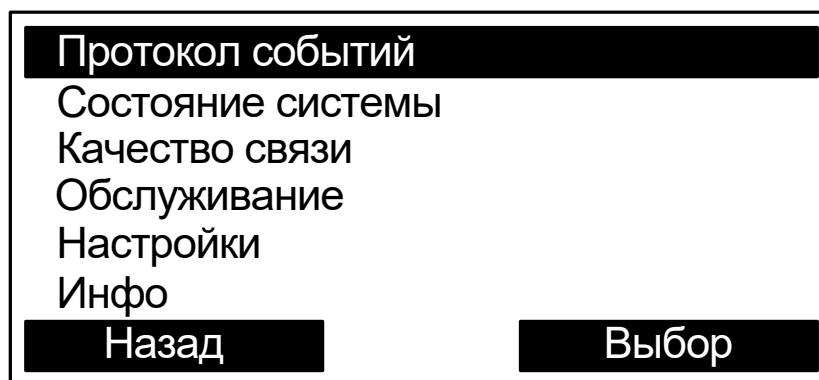 Протокол событий
Состояние системы
Качество связи
Обслуживание
Настройки
Инфо
Назад Выбор